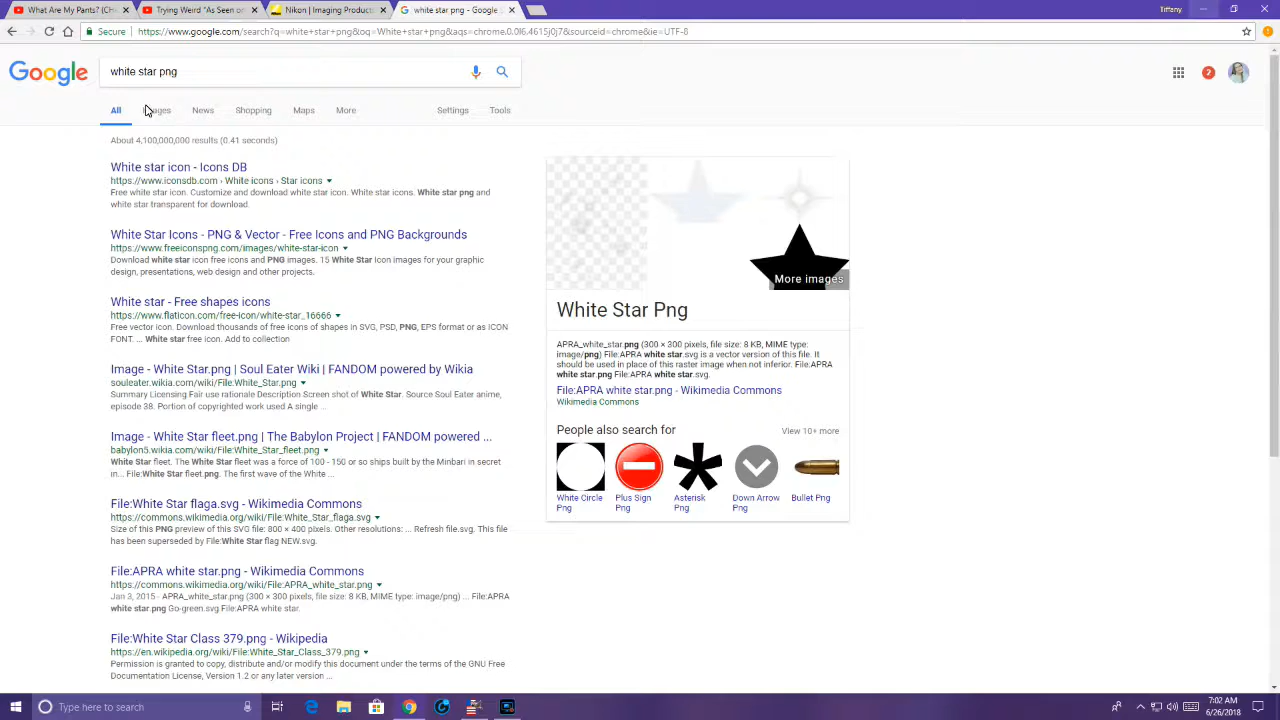 What Are My Pants? (CH
Trying Weird "As Seen o
Nikon | Imaging Produc
white star png - Google
Tiffany
Secure
https://www.google.com/search?q=white+star+png&oq=White+star+png&aqs=chrome.0.0l6.4615j0j7&sourceid=chrome&ie=UTF-8
Google
white star png
2
All
News
Shopping
Maps
More
Settings
Tools
About 4,100,000,000 results (0.41 seconds)
White star icon - Icons DB
https://www.iconsdb.com › White icons › Star icons
Free white star icon. Customize and download white star icon. White star icons. White star png and
white star transparent for download.
White Star Icons - PNG & Vector - Free Icons and PNG Backgrounds
https://www.freeiconspng.com/images/white-star-icon
Download white star icon free icons and PNG images. 15 White Star Icon images for your graphic
design, presentations, web design and other projects.
White star - Free shapes icons
https://www.flaticon.com/free-icon/white-star_16666
Free vector icon. Download thousands of free icons of shapes in SVG, PSD, PNG, EPS format or as ICON
FONT. ... White star free icon. Add to collection
Image - White Star.png | Soul Eater Wiki | FANDOM powered by Wikia
souleater.wikia.com/wiki/File:White_Star.png
Summary Licensing Fair use rationale Description Screen shot of White Star. Source Soul Eater anime,
episode 38. Portion of copyrighted work used A single ...
Image - White Star fleet.png | The Babylon Project | FANDOM powered ...
babylon5.wikia.com/wiki/File:White_Star_fleet.png
White Star fleet. The White Star fleet was a force of 100 - 150 or so ships built by the Minbari in secret
in... File:White Star fleet.png. The first wave of the White ...
File:White Star flaga.svg - Wikimedia Commons
https://commons.wikimedia.org/wiki/File:White_Star_flaga.svg
Size of this PNG preview of this SVG file: 800 × 400 pixels. Other resolutions: ... Refresh file.svg. This file
has been superseded by File:White Star flag NEW.svg.
File:APRA white star.png - Wikimedia Commons
https://commons.wikimedia.org/wiki/File:APRA_white_star.png
Jan 3, 2015 - APRA_white_star.png (300 × 300 pixels, file size: 8 KB, MIME type: image/png) ... File:APRA
white star.png Go-green.svg File:APRA white star.
File:White Star Class 379.png - Wikipedia
https://en.wikipedia.org/wiki/File:White_Star_Class_379.png
Permission is granted to copy, distribute and/or modify this document under the terms of the GNU Free
Documentation License, Version 1.2 or any later version ...
More images
White Star Png
APRA_white_star.png (300 × 300 pixels, file size: 8 KB, MIME type:
image/png) File:APRA white star.svg is a vector version of this file. It
should be used in place of this raster image when not inferior. File:APRA
white star.png File:APRA white star.svg.
File:APRA white star.png - Wikimedia Commons
Wikimedia Commons
People also search for
View 10+ more
White Circle Png
Plus Sign Png
Asterisk Png
Down Arrow Png
Bullet Png
Type here to search
7:02 AM
6/26/2018